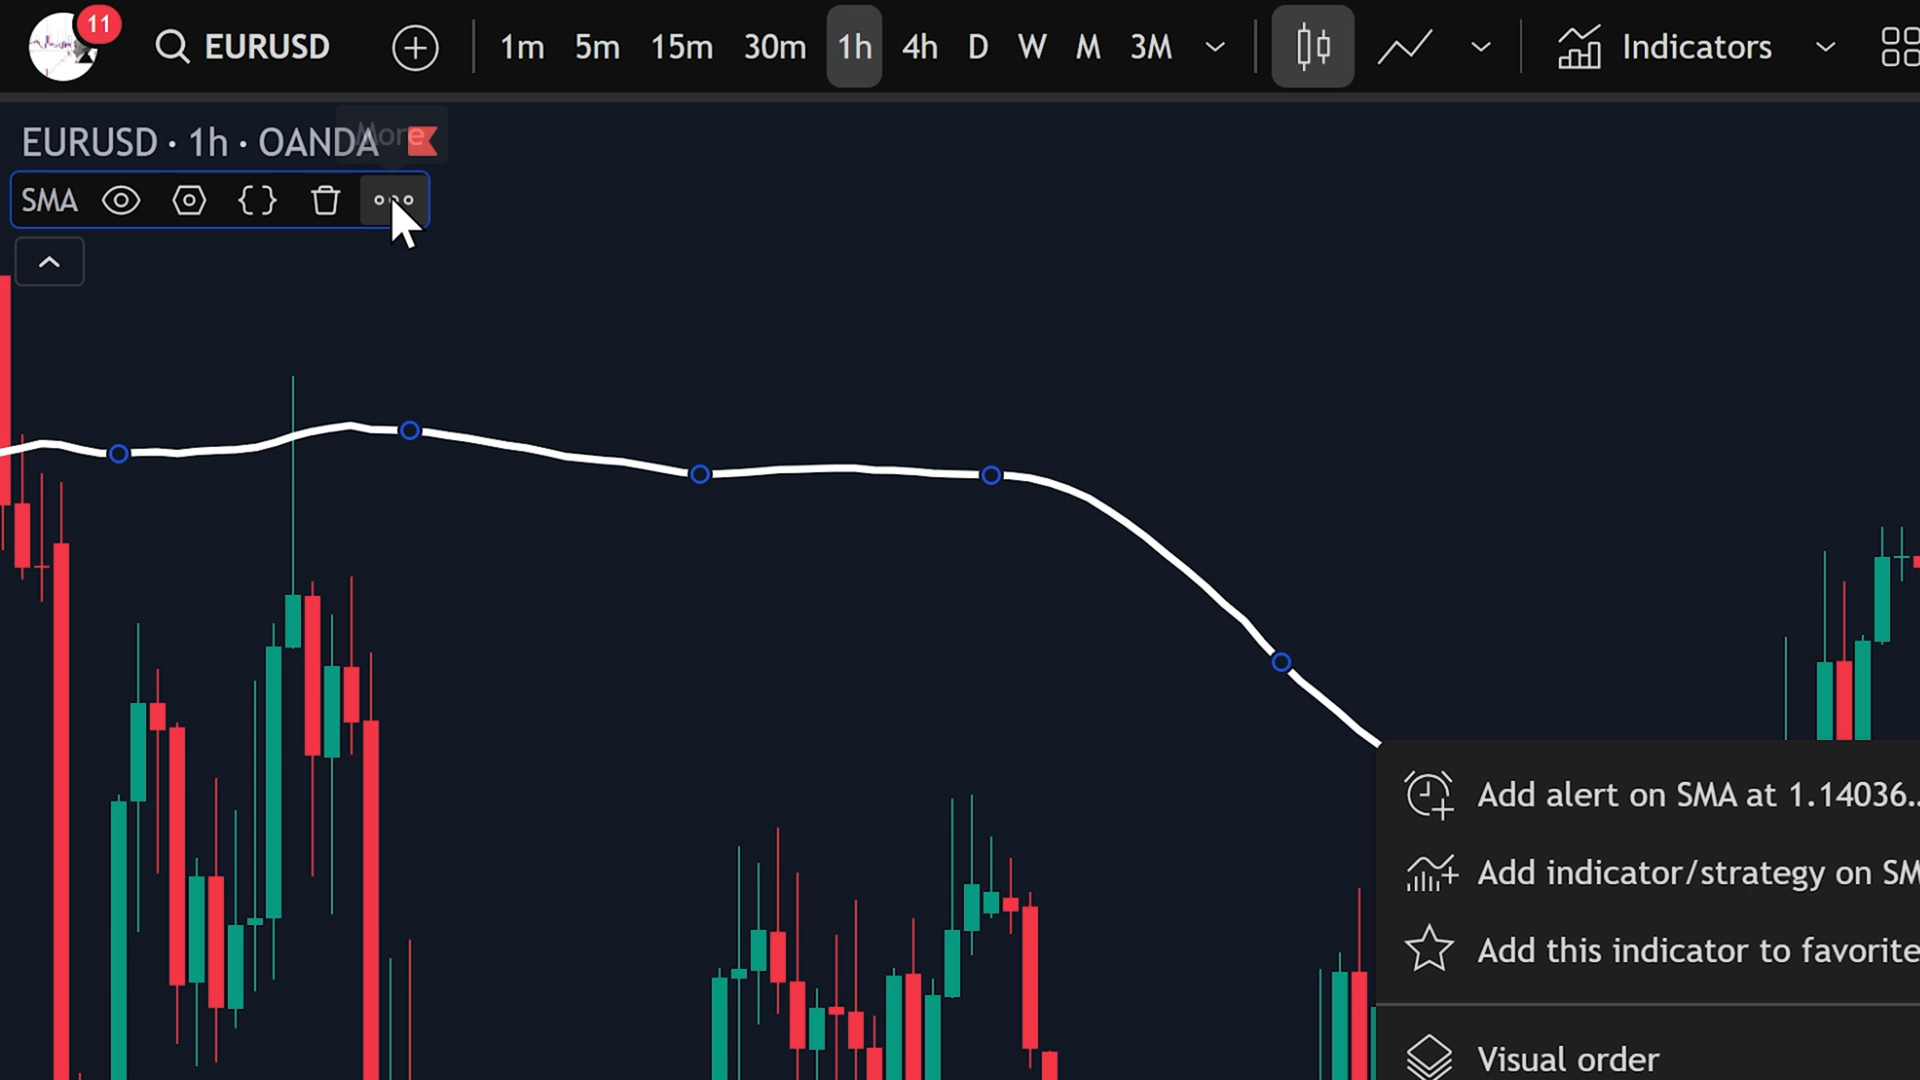 11
EURUSD
1m 5m 15m 30m 1h 4h D W M 3M
Indicators
EURUSD · 1h · OANDA
More
SMA
Add alert on SMA at 1.14036..
Add indicator/strategy on SM
Add this indicator to favorite
Visual order